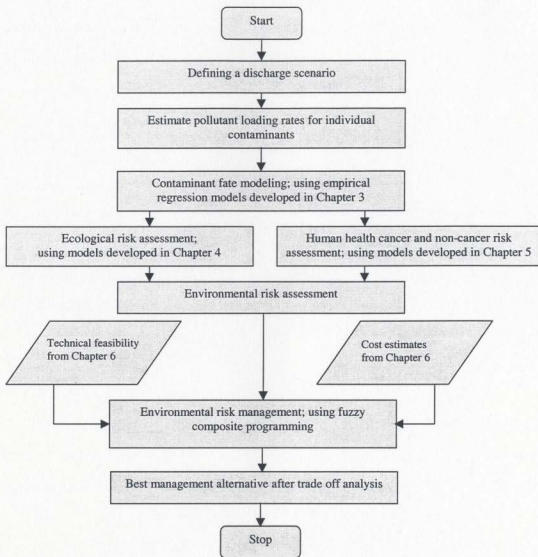 Start
Defining a discharge scenario
Estimate pollutant loading rates for individual
contaminants
Contaminant fate modeling; using empirical
regression models developed in Chapter 3
Ecological risk assessment;
using models developed in Chapter 4
Human health cancer and non-cancer risk
assessment; using models developed in Chapter 5
Environmental risk assessment
Technical feasibility
from Chapter 6
Cost estimates
from Chapter 6
Environmental risk management; using fuzzy
composite programming
Best management alternative after trade off analysis
Stop